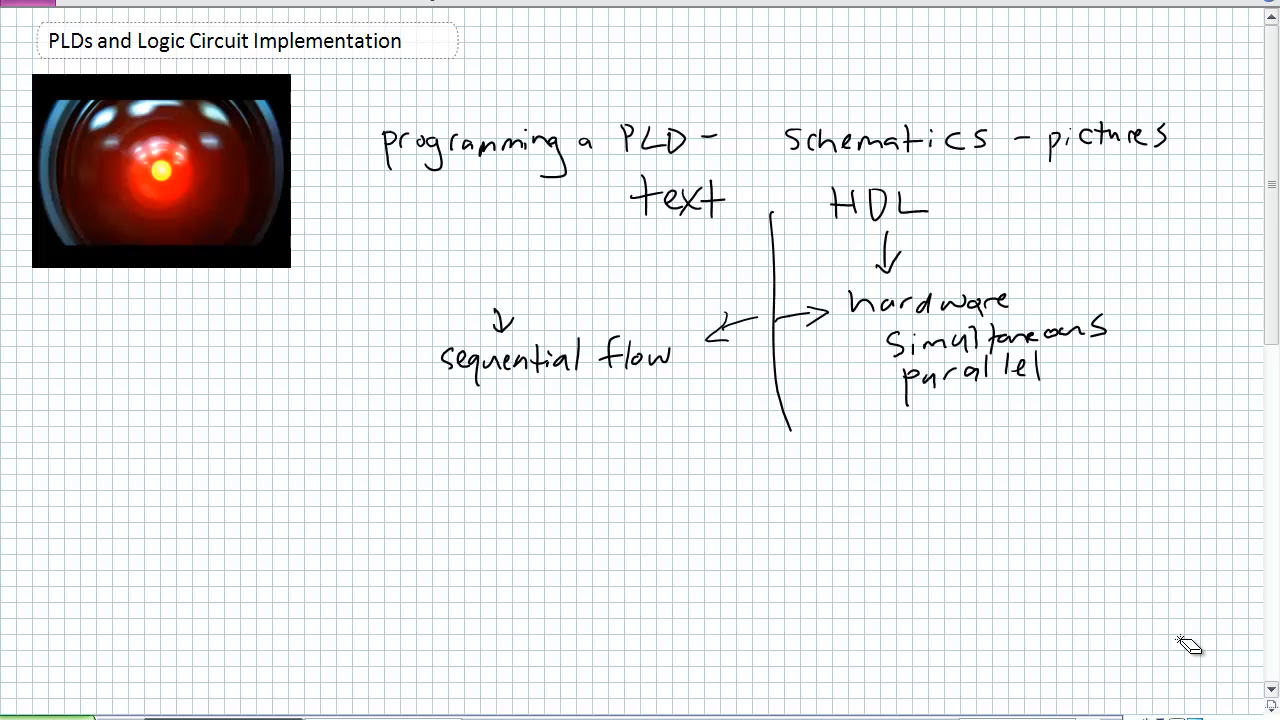 PLDs and Logic Circuit Implementation
programming a PLD - schematics - pictures
text HDL
hardware
simultaneous
sequential flow
parallel